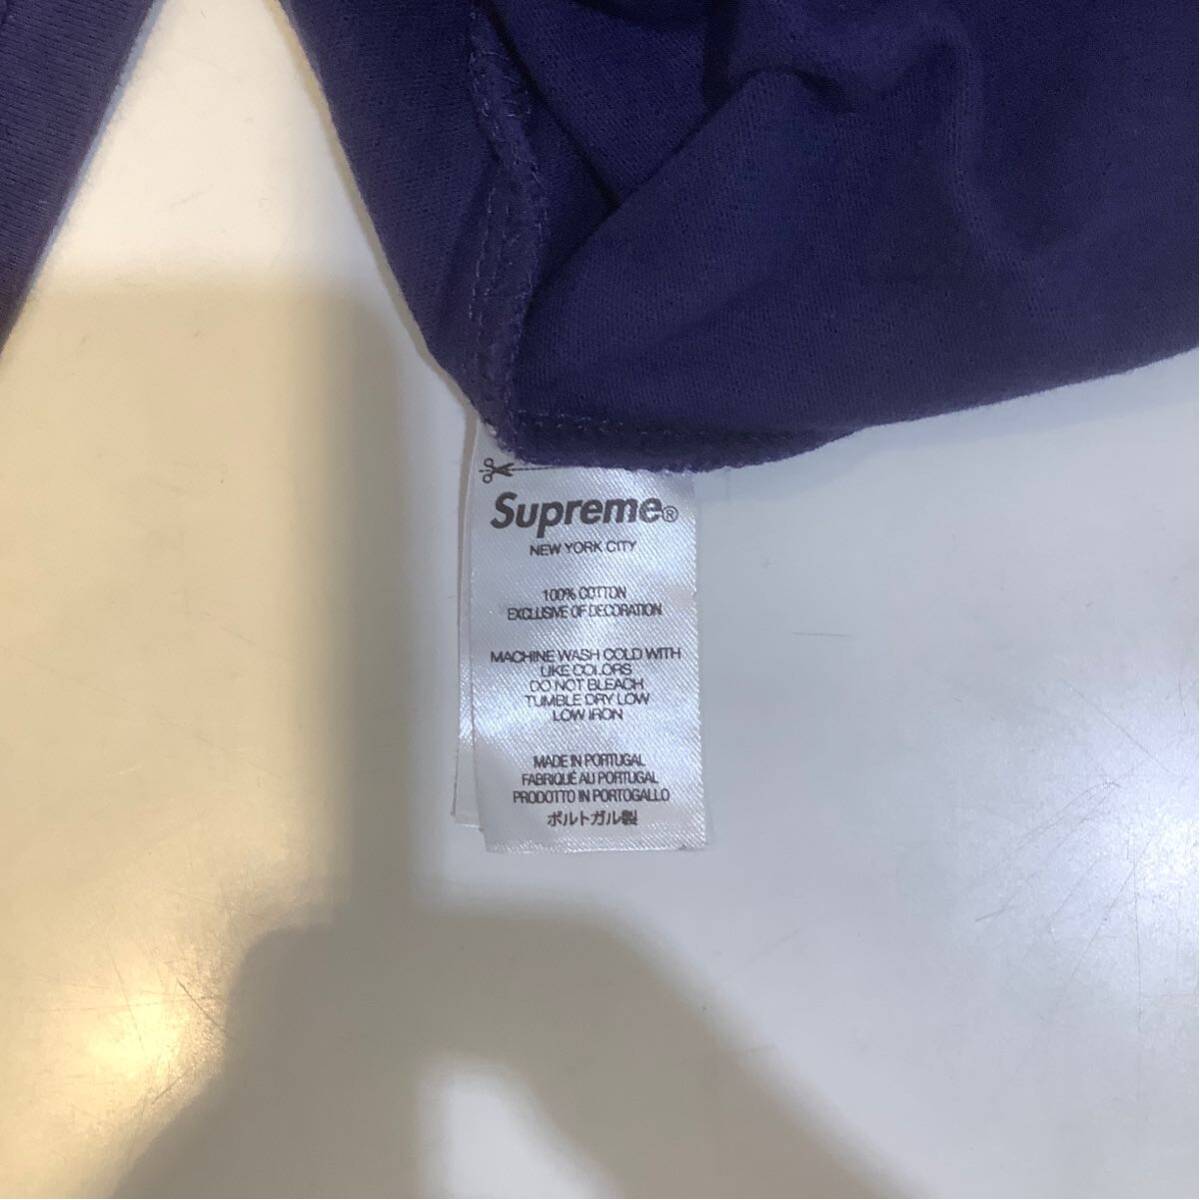 Supreme®
NEW YORK CITY
100% COTTON
EXCLUSIVE OF DECORATION
MACHINE WASH COLD WITH
LIKE COLORS
DO NOT BLEACH
TUMBLE DRY LOW
LOW IRON
MADE IN PORTUGAL
FABRIQUÉ AU PORTUGAL
PRODOTTO IN PORTOGALLO
ポルトガル製